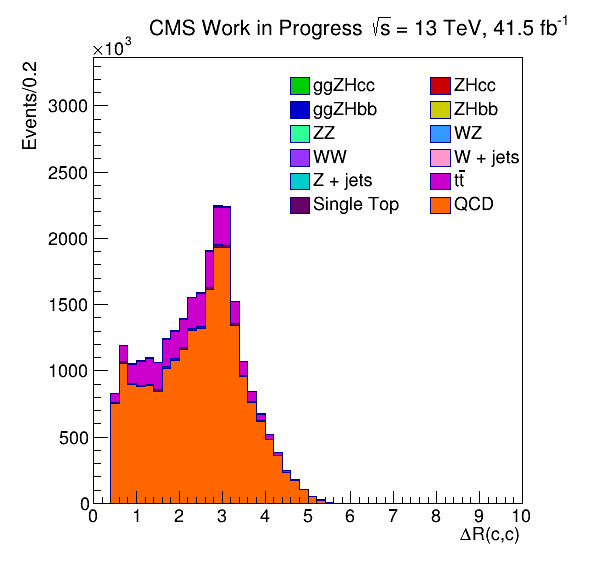 CMS Work in Progress √s = 13 TeV, 41.5 fb⁻¹
×10³
Events/0.2
3000
2500
2000
1500
1000
500
0
ggZHcc ZHcc
ggZHbb ZHbb
ZZ WZ
WW W + jets
Z + jets tt̄
Single Top QCD
0 1 2 3 4 5 6 7 8 9 10
ΔR(c,c)